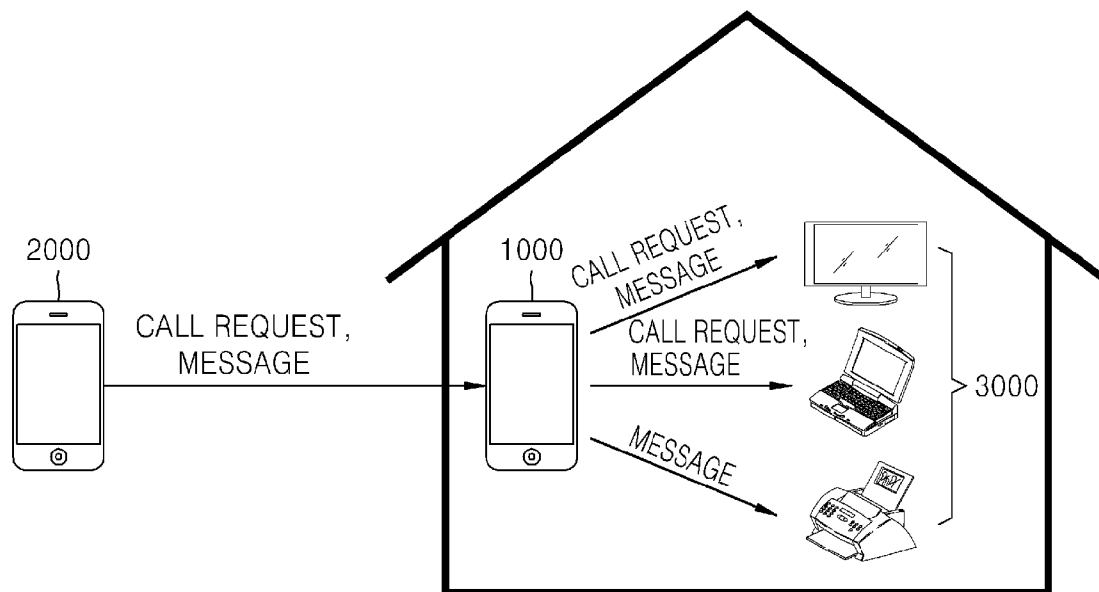 2000
1000
CALL REQUEST,
MESSAGE
CALL REQUEST,
MESSAGE
CALL REQUEST,
MESSAGE
MESSAGE
3000